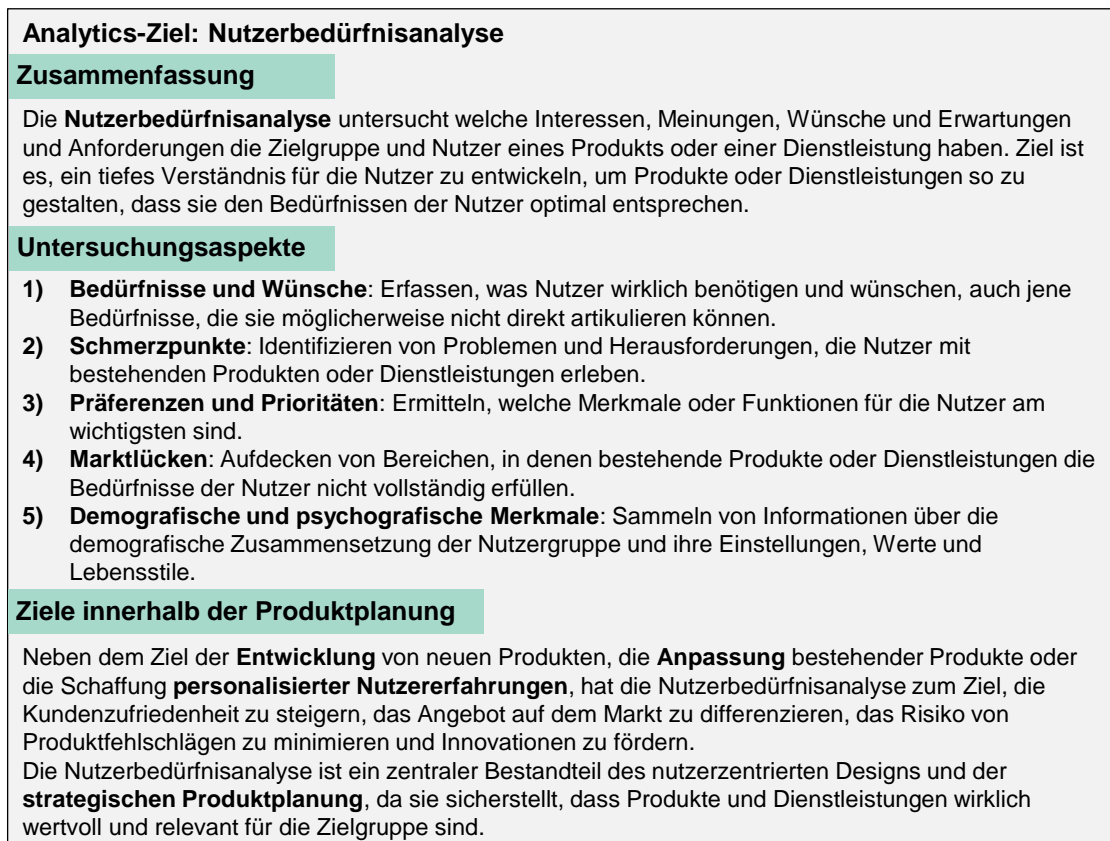 Analytics-Ziel: Nutzerbedürfnisanalyse
Zusammenfassung
Die Nutzerbedürfnisanalyse untersucht welche Interessen, Meinungen, Wünsche und Erwartungen
und Anforderungen die Zielgruppe und Nutzer eines Produkts oder einer Dienstleistung haben. Ziel ist
es, ein tiefes Verständnis für die Nutzer zu entwickeln, um Produkte oder Dienstleistungen so zu
gestalten, dass sie den Bedürfnissen der Nutzer optimal entsprechen.
Untersuchungsaspekte
1) Bedürfnisse und Wünsche: Erfassen, was Nutzer wirklich benötigen und wünschen, auch jene
Bedürfnisse, die sie möglicherweise nicht direkt artikulieren können.
2) Schmerzpunkte: Identifizieren von Problemen und Herausforderungen, die Nutzer mit
bestehenden Produkten oder Dienstleistungen erleben.
3) Präferenzen und Prioritäten: Ermitteln, welche Merkmale oder Funktionen für die Nutzer am
wichtigsten sind.
4) Marktlücken: Aufdecken von Bereichen, in denen bestehende Produkte oder Dienstleistungen die
Bedürfnisse der Nutzer nicht vollständig erfüllen.
5) Demografische und psychografische Merkmale: Sammeln von Informationen über die
demografische Zusammensetzung der Nutzergruppe und ihre Einstellungen, Werte und
Lebensstile.
Ziele innerhalb der Produktplanung
Neben dem Ziel der Entwicklung von neuen Produkten, die Anpassung bestehender Produkte oder
die Schaffung personalisierter Nutzererfahrungen, hat die Nutzerbedürfnisanalyse zum Ziel, die
Kundenzufriedenheit zu steigern, das Angebot auf dem Markt zu differenzieren, das Risiko von
Produktfehlschlägen zu minimieren und Innovationen zu fördern.
Die Nutzerbedürfnisanalyse ist ein zentraler Bestandteil des nutzerzentrierten Designs und der
strategischen Produktplanung, da sie sicherstellt, dass Produkte und Dienstleistungen wirklich
wertvoll und relevant für die Zielgruppe sind.